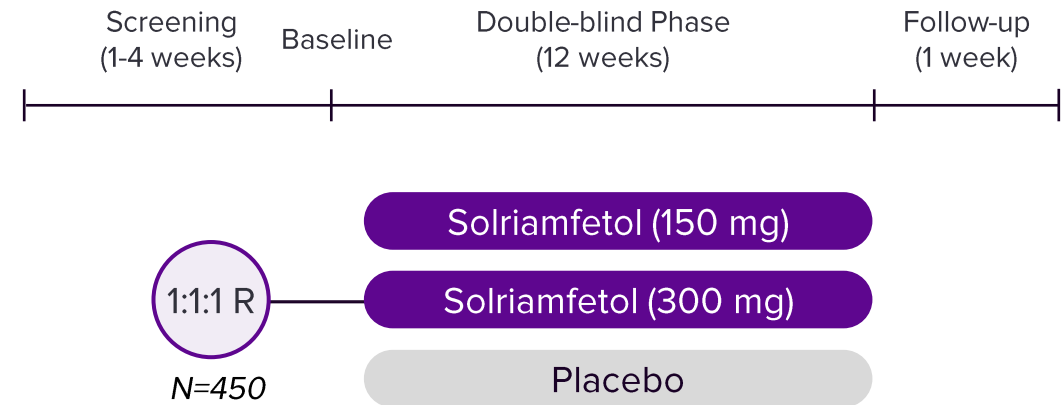 Screening
(1-4 weeks)
Baseline
Double-blind Phase
(12 weeks)
Follow-up
(1 week)
Solriamfetol (150 mg)
1:1:1 R
Solriamfetol (300 mg)
N=450
Placebo